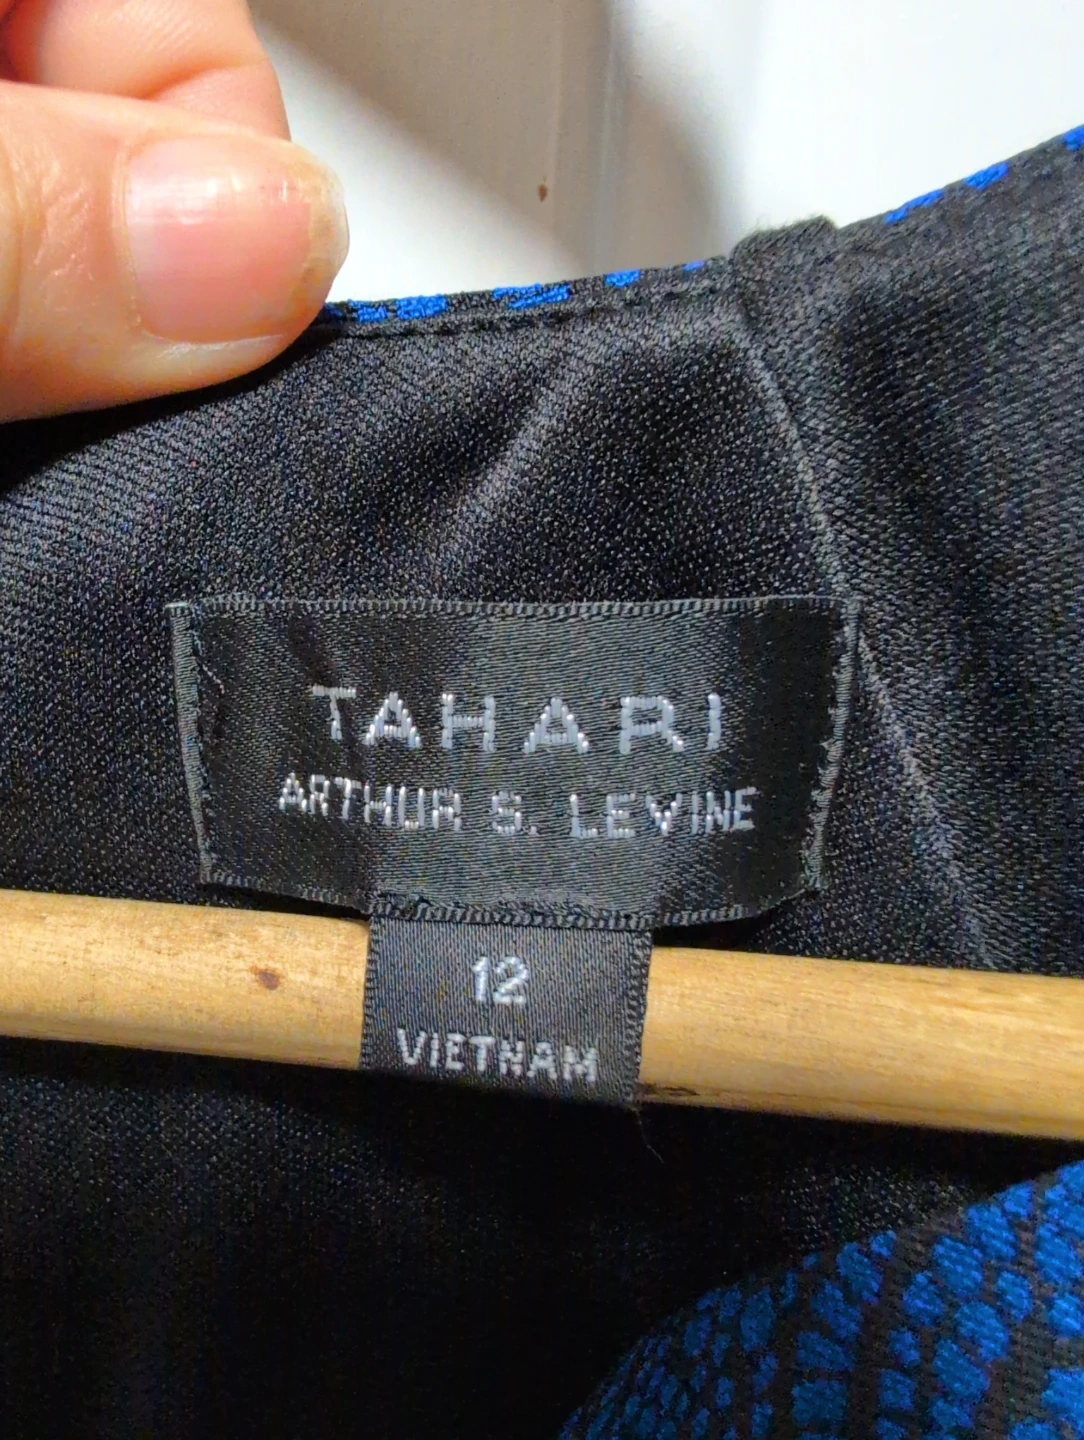 TAHARI
ARTHUR S. LEVINE
12
VIETNAM